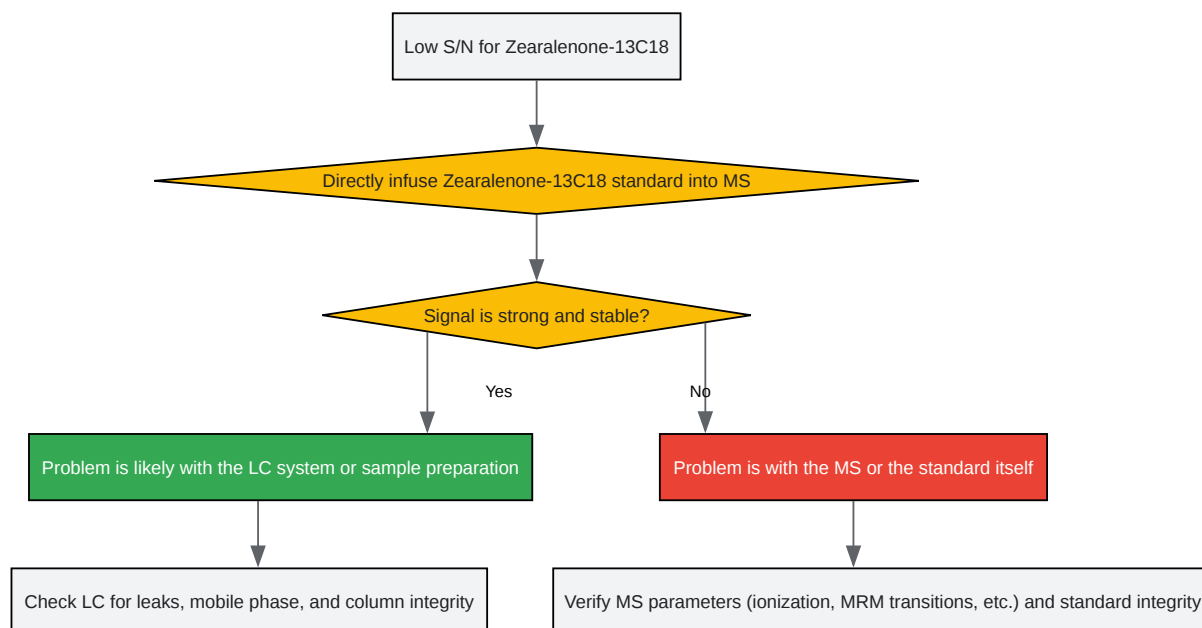 Low S/N for Zearalenone-13C18
Directly infuse Zearalenone-13C18 standard into MS
Signal is strong and stable?
Yes
No
Problem is likely with the LC system or sample preparation
Problem is with the MS or the standard itself
Check LC for leaks, mobile phase, and column integrity
Verify MS parameters (ionization, MRM transitions, etc.) and standard integrity